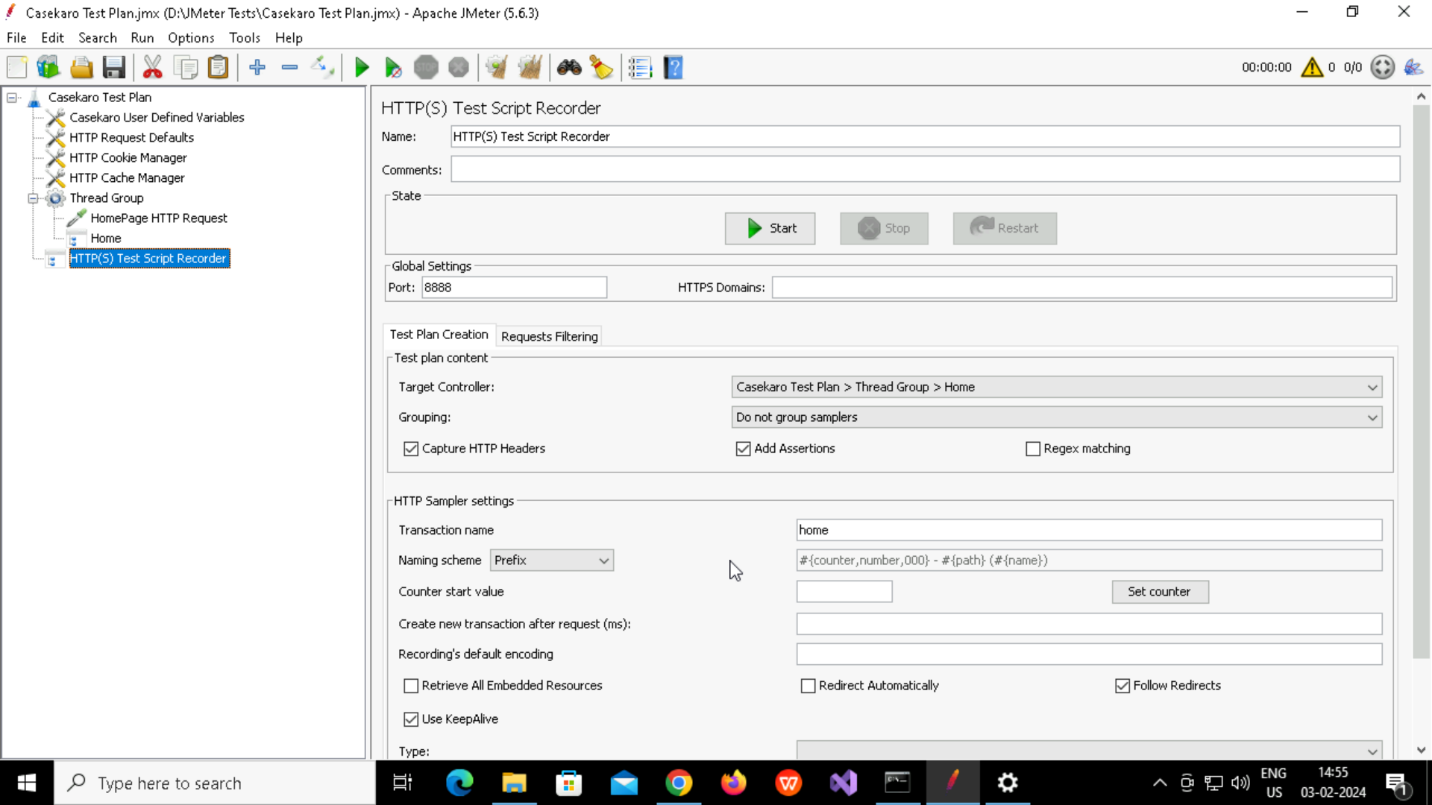 Casekaro Test Plan.jmx (D:\JMeter Tests\Casekaro Test Plan.jmx) - Apache JMeter (5.6.3)
File Edit Search Run Options Tools Help
STOP
?
00:00:00 0 0/0
Casekaro Test Plan
Casekaro User Defined Variables
HTTP Request Defaults
HTTP Cookie Manager
HTTP Cache Manager
Thread Group
HomePage HTTP Request
Home
HTTP(S) Test Script Recorder
HTTP(S) Test Script Recorder
Name: HTTP(S) Test Script Recorder
Comments:
State
Start Stop Restart
Global Settings
Port: 8888 HTTPS Domains:
Test Plan Creation Requests Filtering
Test plan content
Target Controller: Casekaro Test Plan > Thread Group > Home
Grouping: Do not group samplers
Capture HTTP Headers Add Assertions Regex matching
HTTP Sampler settings
Transaction name home
Naming scheme Prefix #{counter,number,000} - #{path} (#{name})
Counter start value Set counter
Create new transaction after request (ms):
Recording's default encoding
Retrieve All Embedded Resources Redirect Automatically Follow Redirects
Use KeepAlive
Type:
Type here to search
ENG
US
14:55
03-02-2024
1